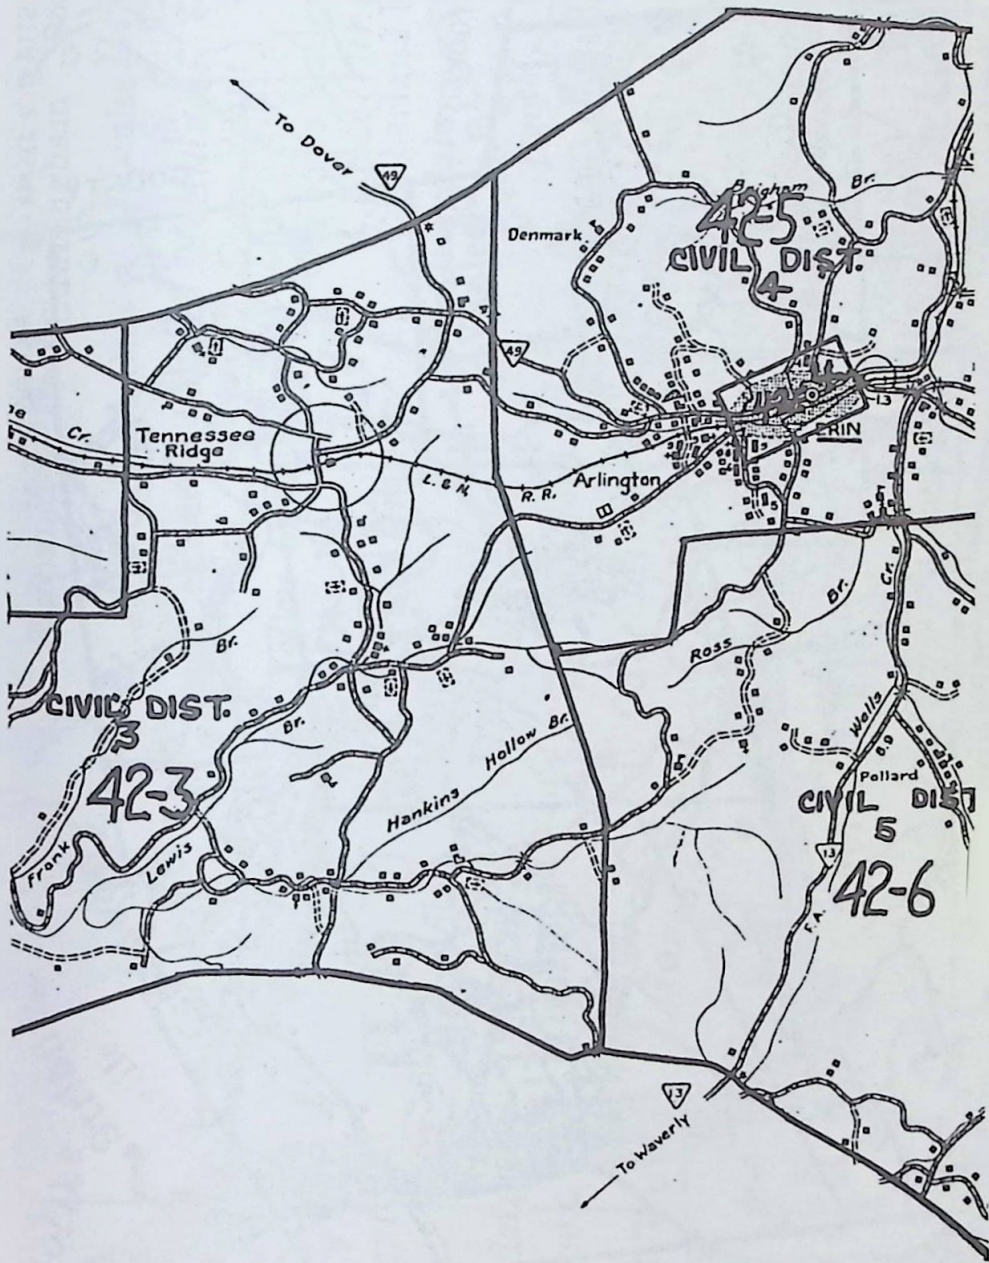 To Dover
49
Denmark
Brigham Br.
42-5
CIVIL DIST.
4
49
13
ERIN
Cr.
Tennessee
Ridge
L. & N. R. R.
Arlington
Br.
Ross Br.
Cr.
Wells
CIVIL DIST.
3
42-3
Br.
Hankins Hollow Br.
Pollard
CIVIL DIST
5
42-6
Frank
Lewis
13
F.A.
13
To Waverly